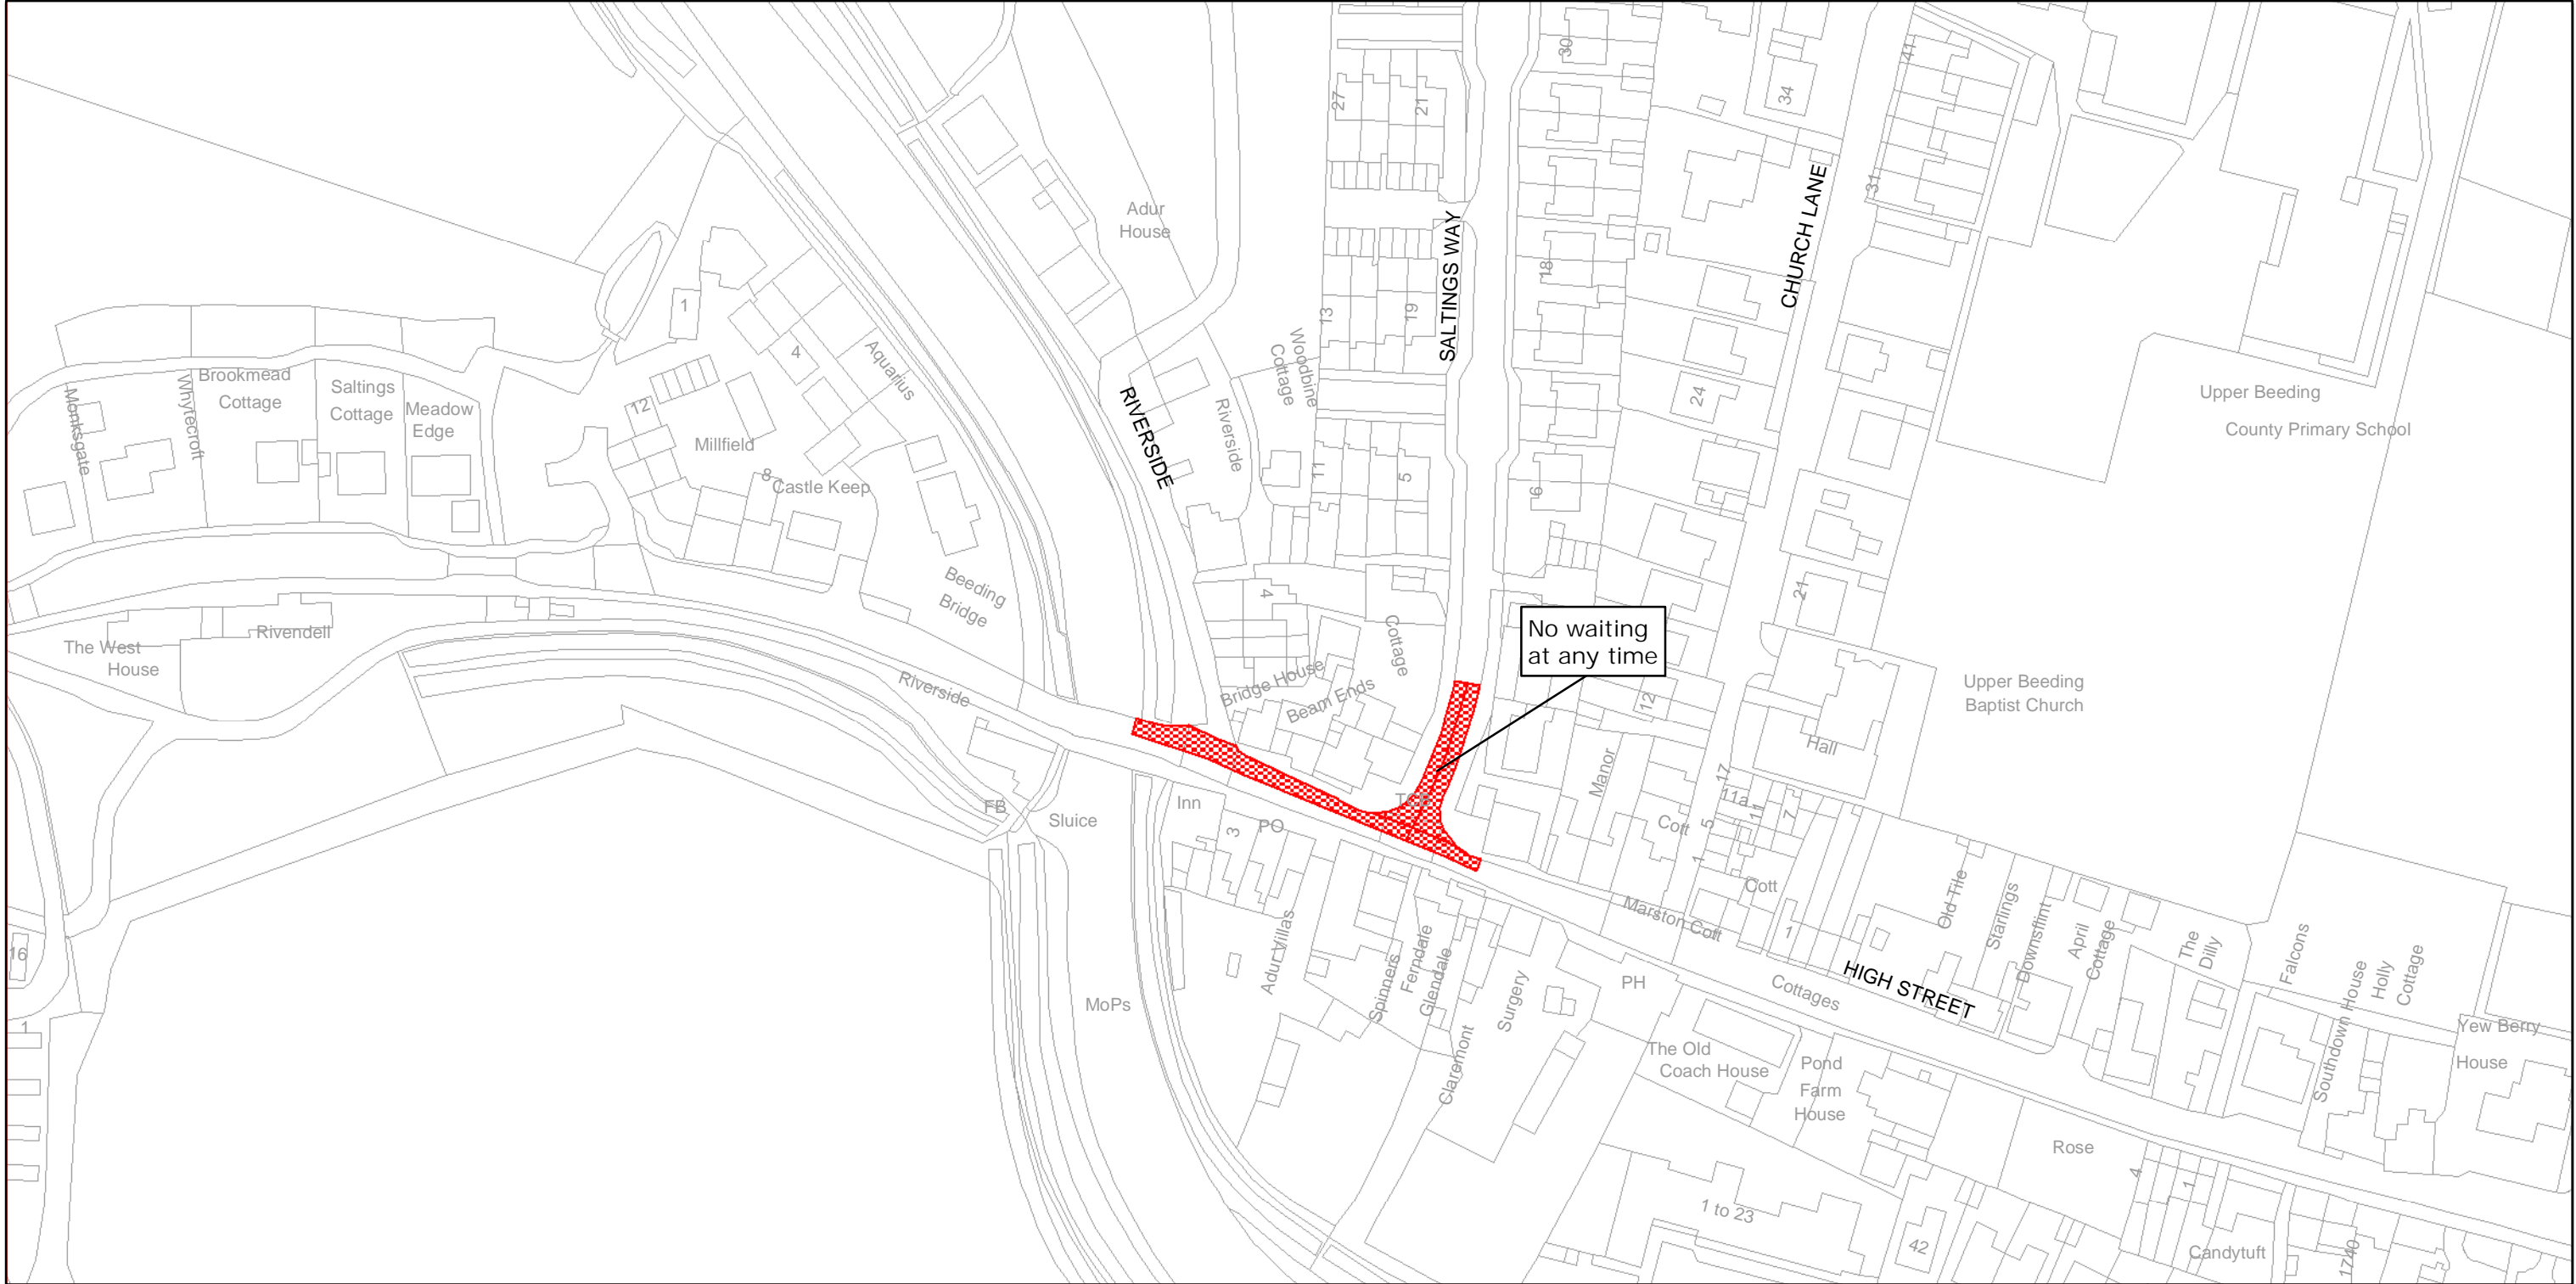 30
41
34
27
21
CHURCH LANE
31
Adur
House
SALTINGS WAY
18
1
13
19
4
Aquarius
Woodbine
Cottage
Brookmead
Cottage
Saltings
Cottage
Meadow
Edge
Monksgate
Whytecroft
12
Millfield
8
Castle Keep
RIVERSIDE
Riverside
11
5
6
24
Upper Beeding
County Primary School
Beeding
Bridge
4
Cottage
21
The West
House
Rivendell
No waiting
at any time
Riverside
Bridge House
Beam Ends
12
Upper Beeding
Baptist Church
Hall
Manor
FB
Sluice
Inn
3
PO
Cott
17
11a
11
7
5
1
Cott
1
Marston Cott
Old Tile
Starlings
Downsflint
April
Cottage
The
Dilly
Falcons
Southdown House
Holly
Cottage
Yew Berry
House
16
1
MoPs
Adur Villas
Spinners
Ferndale
Glendale
Claremont
Surgery
PH
Cottages
HIGH STREET
The Old
Coach House
Pond
Farm
House
Rose
1 to 23
42
4
1
Candytuft
1740